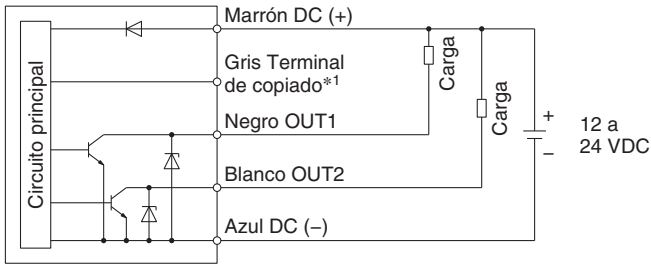 Marrón DC (+)
Gris Terminal
de copiado*1
Negro OUT1
Blanco OUT2
Azul DC (–)
Circuito principal
Carga
Carga
+
–
12 a
24 VDC